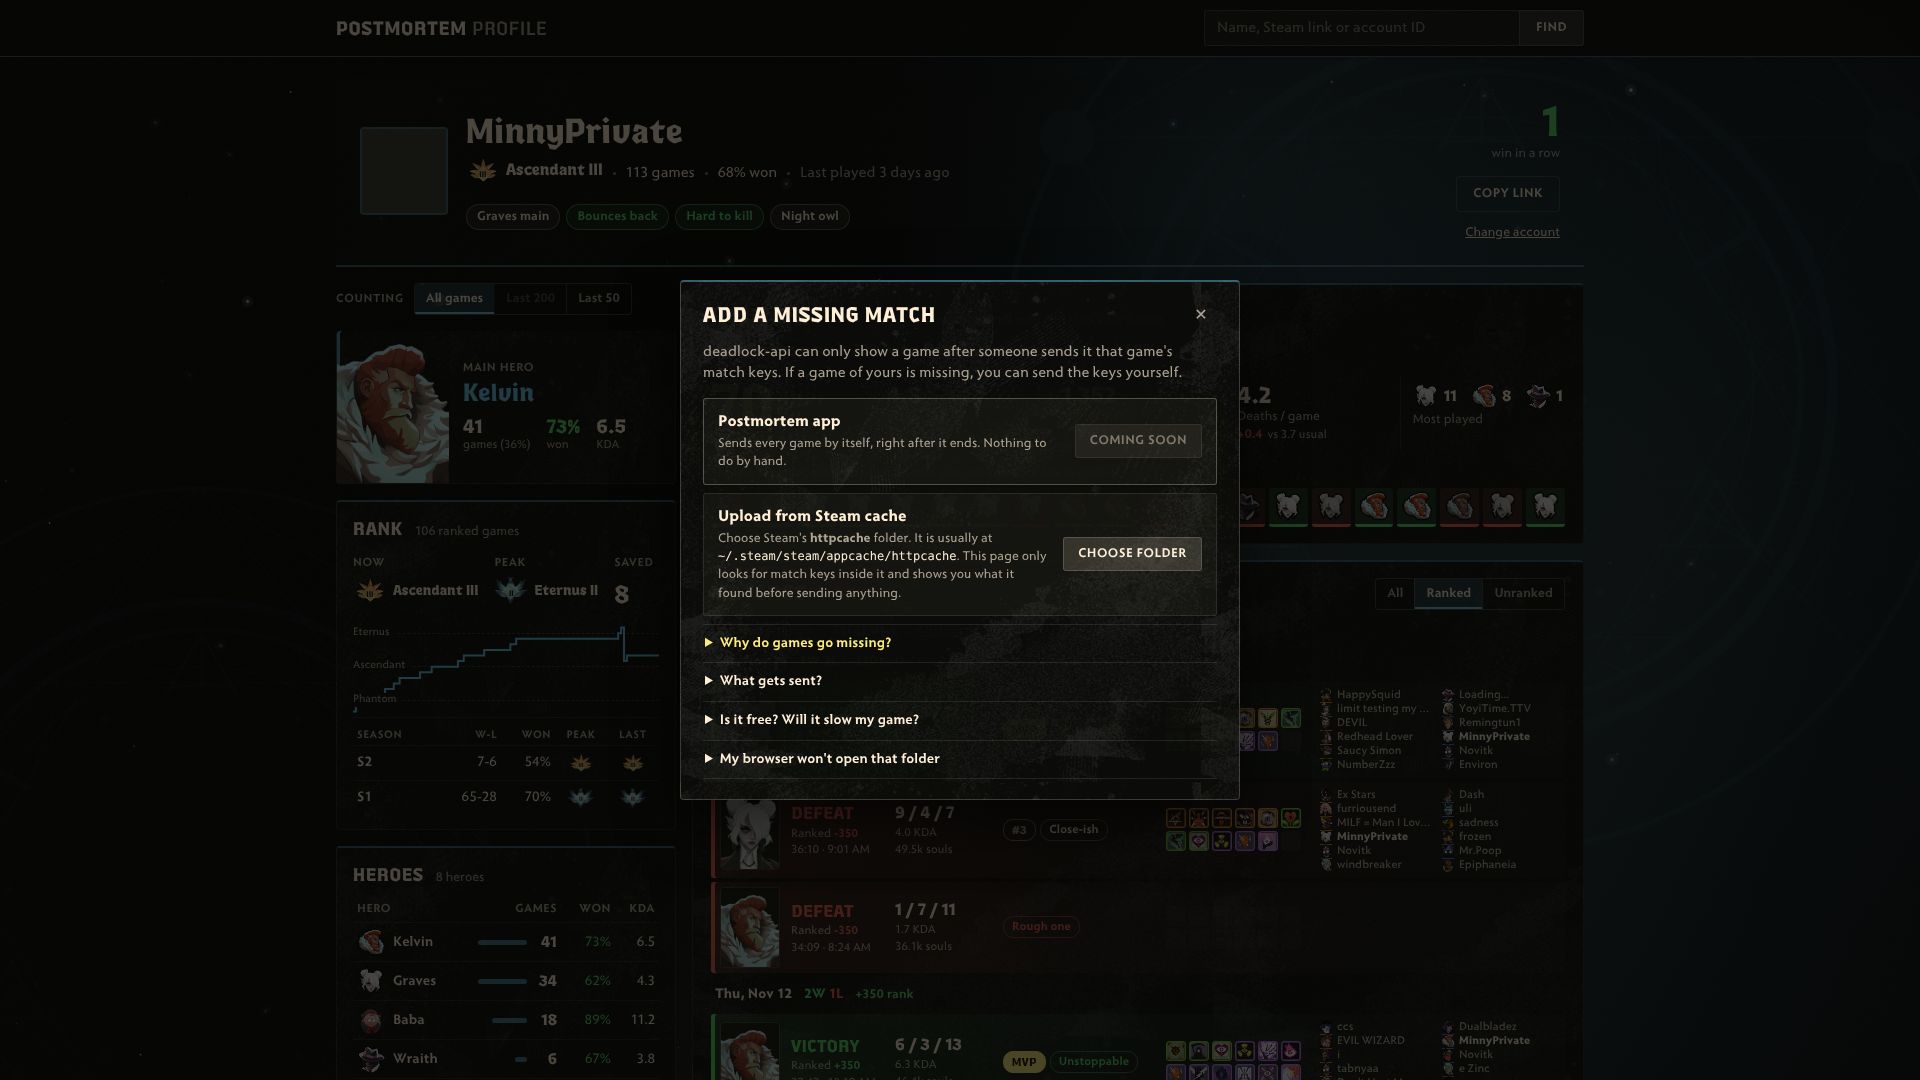 POSTMORTEM PROFILE
Name, Steam link or account ID
FIND
MinnyPrivate
Ascendant III · 113 games · 68% won · Last played 3 days ago
Graves main
Bounces back
Hard to kill
Night owl
1
win in a row
COPY LINK
Change account
COUNTING
All games
Last 200
Last 50
MAIN HERO
Kelvin
41
games (36%)
73%
won
6.5
KDA
RANK 106 ranked games
NOW PEAK SAVED
Ascendant III Eternus II 8
Eternus
Ascendant
Phantom
SEASON W-L WON PEAK LAST
S2 7-6 54%
S1 65-28 70%
HEROES 8 heroes
HERO GAMES WON KDA
Kelvin 41 73% 6.5
Graves 34 62% 4.3
Baba 18 89% 11.2
Wraith 6 67% 3.8
ADD A MISSING MATCH
×
deadlock-api can only show a game after someone sends it that game's
match keys. If a game of yours is missing, you can send the keys yourself.
Postmortem app
Sends every game by itself, right after it ends. Nothing to
do by hand.
COMING SOON
Upload from Steam cache
Choose Steam's httpcache folder. It is usually at
~/.steam/steam/appcache/httpcache. This page only
looks for match keys inside it and shows you what it
found before sending anything.
CHOOSE FOLDER
Why do games go missing?
What gets sent?
Is it free? Will it slow my game?
My browser won't open that folder
4.2
Deaths / game
+0.4 vs 3.7 usual
11 8 1
Most played
All
Ranked
Unranked
HappySquid
limit testing my ...
DEVIL
Redhead Lover
Saucy Simon
NumberZzz
Loading...
YoyiTime.TTV
Remingtun1
MinnyPrivate
Novitk
Environ
DEFEAT
Ranked -350
36:10 · 9:01 AM
9 / 4 / 7
4.0 KDA
49.5k souls
#3
Close-ish
Ex Stars
furriousend
MILF = Man I Lov...
MinnyPrivate
Novitk
windbreaker
Dash
uli
sadness
frozen
Mr.Poop
Epiphaneia
DEFEAT
Ranked -350
34:09 · 8:24 AM
1 / 7 / 11
1.7 KDA
36.1k souls
Rough one
Thu, Nov 12 2W 1L +350 rank
VICTORY
Ranked +350
6 / 3 / 13
6.3 KDA
MVP
Unstoppable
ccs
EVIL WIZARD
i
tabnyaa
Dualbladez
MinnyPrivate
Novitk
e Zinc